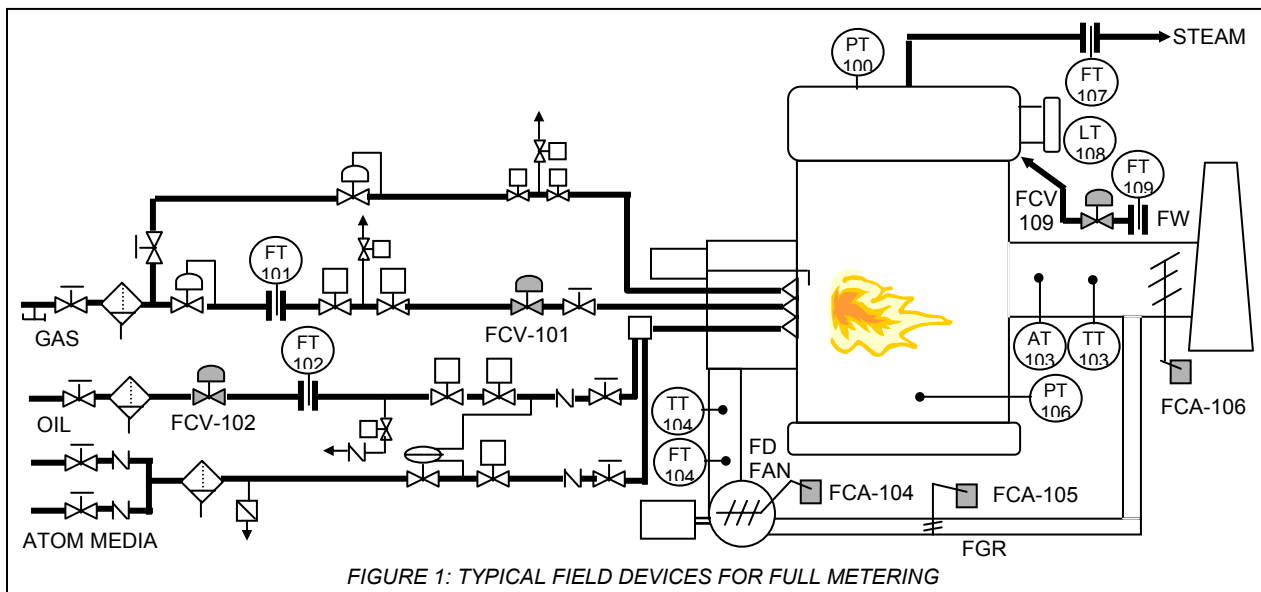 PT
100
STEAM
FT
107
LT
108
FT
109
FCV
109
FW
FT
101
GAS
FCV-101
FT
102
OIL
FCV-102
AT
103
TT
103
PT
106
FCA-106
TT
104
FT
104
FD
FAN
FCA-104
FCA-105
FGR
ATOM MEDIA
FIGURE 1: TYPICAL FIELD DEVICES FOR FULL METERING